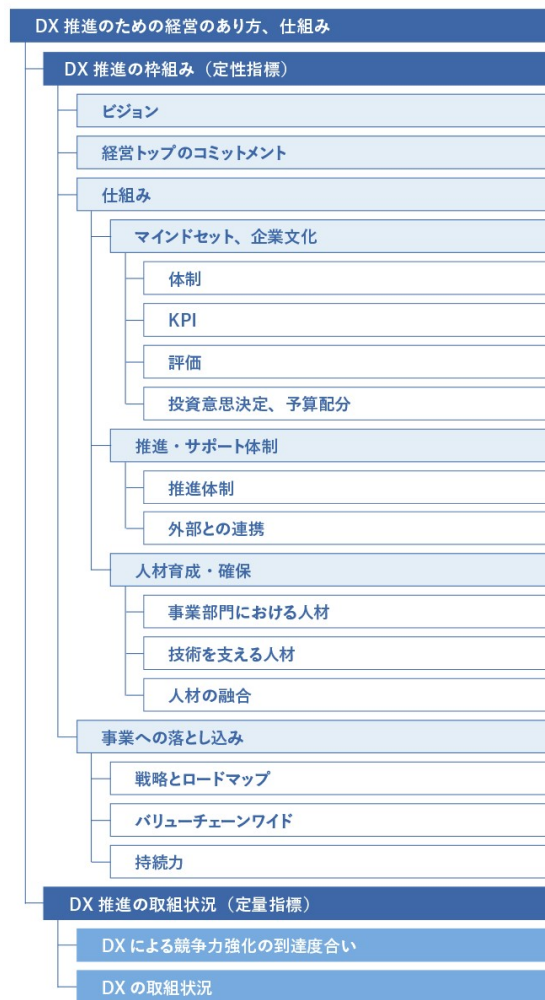 DX 推進のための経営のあり方、仕組み
DX 推進の枠組み（定性指標）
ビジョン
経営トップのコミットメント
仕組み
マインドセット、企業文化
体制
KPI
評価
投資意思決定、予算配分
推進・サポート体制
推進体制
外部との連携
人材育成・確保
事業部門における人材
技術を支える人材
人材の融合
事業への落とし込み
戦略とロードマップ
バリューチェーンワイド
持続力
DX 推進の取組状況（定量指標）
DX による競争力強化の到達度合い
DX の取組状況